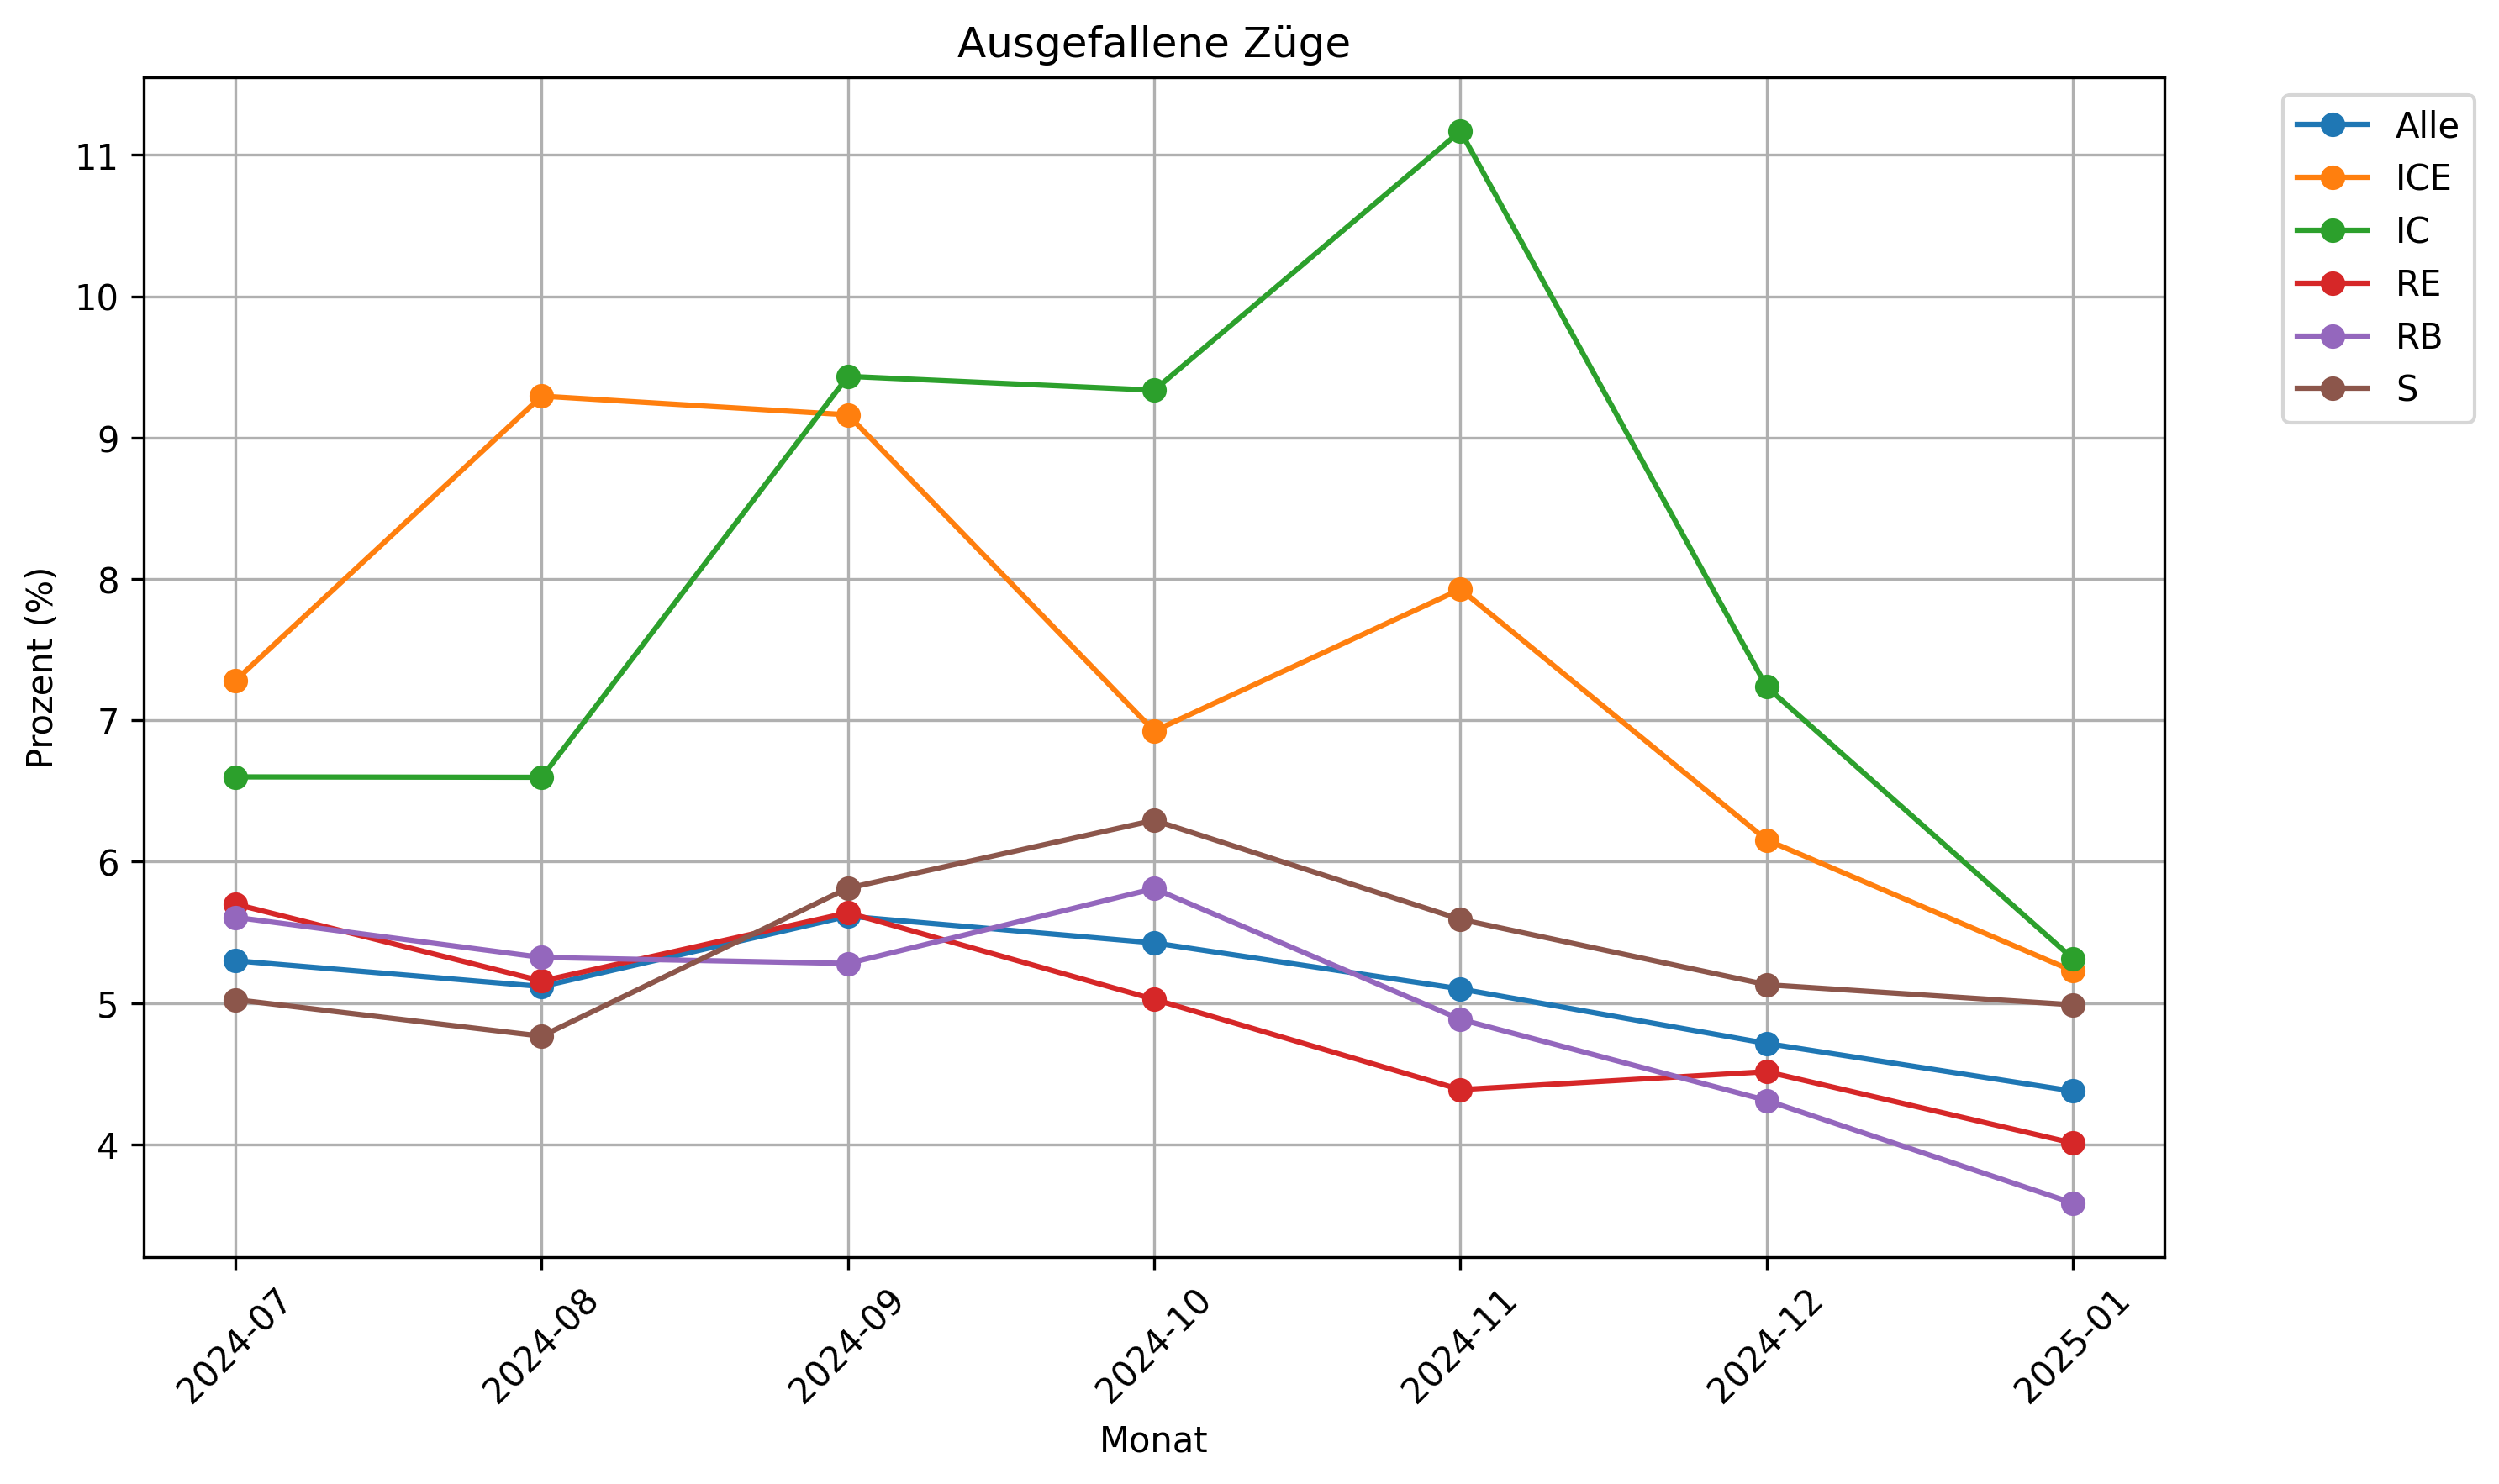 Ausgefallene Züge
Prozent (%)
11
10
9
8
7
6
5
4
2024-07
2024-08
2024-09
2024-10
2024-11
2024-12
2025-01
Monat
Alle
ICE
IC
RE
RB
S